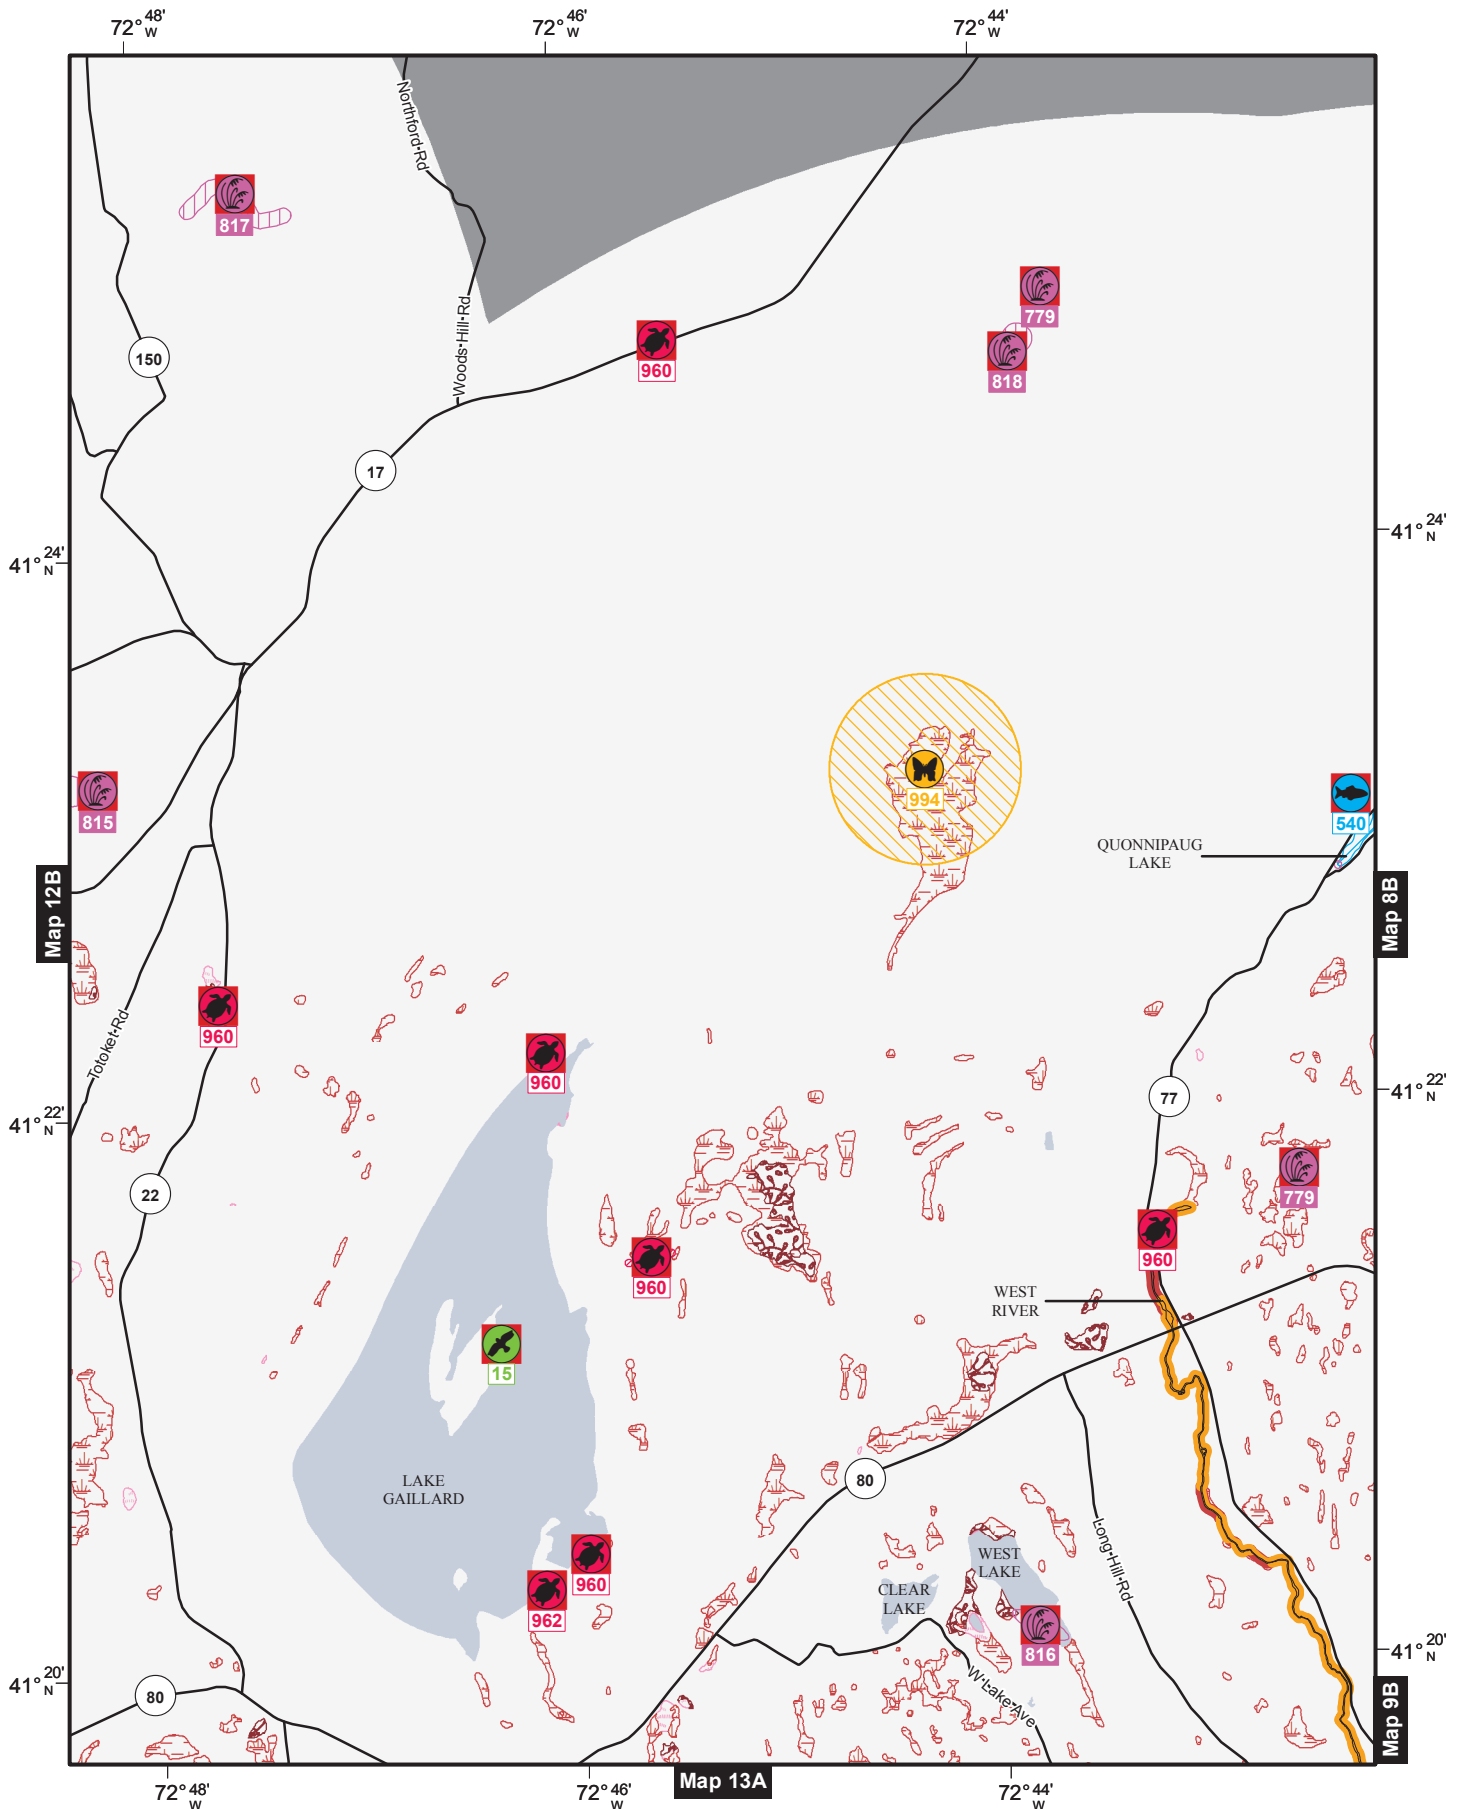 72° 48' W
72° 46' W
72° 44' W
Northford Rd
817
779
Woods Hill Rd
960
818
150
17
41° 24' N
41° 24' N
994
815
540
QUONNIPAUG
LAKE
Map 12B
Map 8B
960
Totoket Rd
960
77
41° 22' N
41° 22' N
22
779
960
960
WEST
RIVER
15
LAKE
GAILLARD
80
Long Hill Rd
WEST
LAKE
960
CLEAR
LAKE
962
816
41° 20' N
41° 20' N
W Lake Ave
80
Map 9B
Map 13A
72° 48' W
72° 46' W
72° 44' W